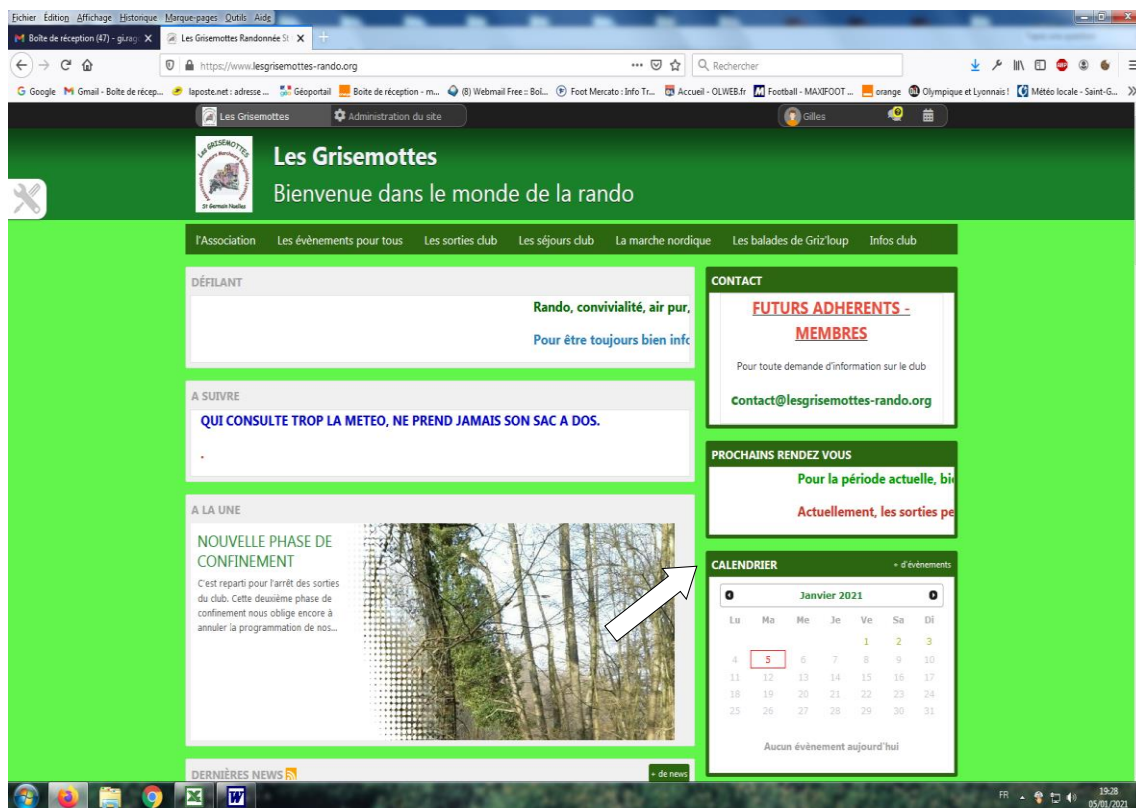 Fichier Édition Affichage Historique Marque-pages Outils Aide
Boîte de réception (47) - gi.rag X Les Grisemottes Randonnée St X +
https://www.lesgrisemottes-rando.org Rechercher
Google Gmail - Boîte de récep... laposte.net : adresse ... Géoportail Boite de réception - m... (8) Webmail Free :: Boî... Foot Mercato : Info Tr... Accueil - OLWEB.fr Football - MAXIFOOT ... orange Olympique et Lyonnais ! Météo locale - Saint-G...
Les Grisemottes Administration du site Gilles
Les GRISEMOTTES
St Germain Nuelles
Les Grisemottes
Bienvenue dans le monde de la rando
l'Association Les évènements pour tous Les sorties club Les séjours club La marche nordique Les balades de Griz'loup Infos club
DÉFILANT
Rando, convivialité, air pur,
Pour être toujours bien info
A SUIVRE
QUI CONSULTE TROP LA METEO, NE PREND JAMAIS SON SAC A DOS.
.
A LA UNE
NOUVELLE PHASE DE
CONFINEMENT
C'est reparti pour l'arrêt des sorties
du club. Cette deuxième phase de
confinement nous oblige encore à
annuler la programmation de nos...
DERNIÈRES NEWS + de news
CONTACT
FUTURS ADHERENTS -
MEMBRES
Pour toute demande d'information sur le club
contact@lesgrisemottes-rando.org
PROCHAINS RENDEZ VOUS
Pour la période actuelle, bi
Actuellement, les sorties pe
CALENDRIER + d'évènements
Janvier 2021
Lu Ma Me Je Ve Sa Di
1 2 3
4 5 6 7 8 9 10
11 12 13 14 15 16 17
18 19 20 21 22 23 24
25 26 27 28 29 30 31
Aucun évènement aujourd'hui
FR 19:28
05/01/2021